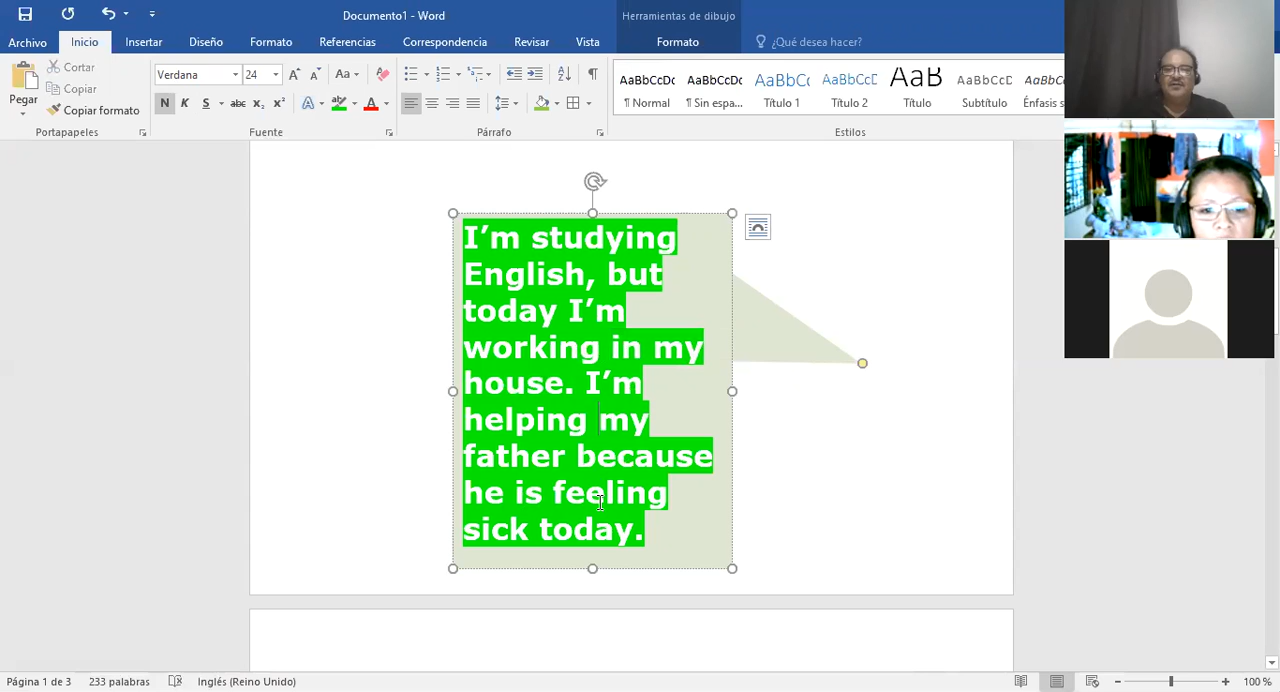 Documento1 - Word
Herramientas de dibujo
Archivo
Inicio
Insertar
Diseño
Formato
Referencias
Correspondencia
Revisar
Vista
Formato
¿Qué desea hacer?
Pegar
Cortar
Copiar
Copiar formato
Portapapeles
Verdana
24
Aa
N
K
S
abc
x₂
x²
A
Fuente
Párrafo
AaBbCcDc
¶ Normal
AaBbCcDc
¶ Sin espa...
AaBbCc
Título 1
AaBbCcD
Título 2
AaB
Título
AaBbCcD
Subtítulo
Énfasis s
Estilos
I’m studying
English, but
today I’m
working in my
house. I’m
helping my
father because
he is feeling
sick today.
Página 1 de 3
233 palabras
Inglés (Reino Unido)
100 %